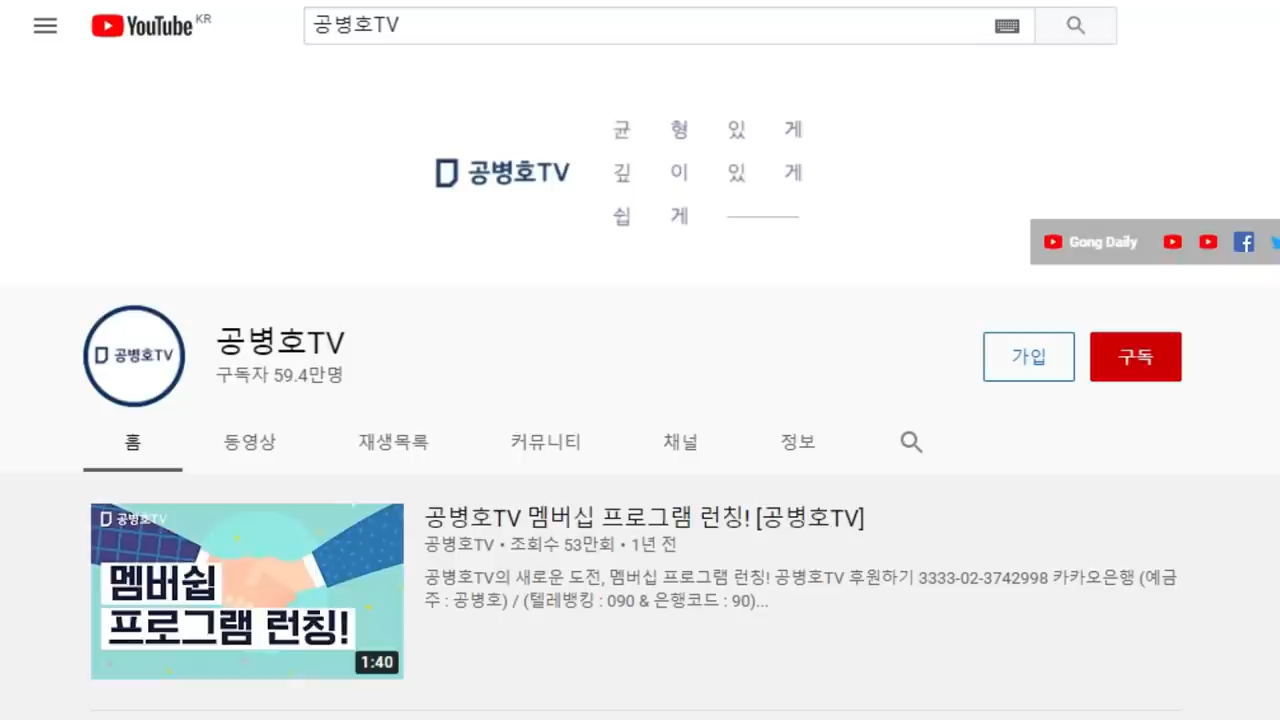 YouTube KR
공병호TV
균 형 있 게
공병호TV
깊 이 있 게
쉽 게
Gong Daily
공병호TV
공병호TV
구독자 59.4만명
가입
구독
홈
동영상
재생목록
커뮤니티
채널
정보
공병호TV
멤버쉽
프로그램 런칭!
1:40
공병호TV 멤버십 프로그램 런칭! [공병호TV]
공병호TV • 조회수 53만회 • 1년 전
공병호TV의 새로운 도전, 멤버십 프로그램 런칭! 공병호TV 후원하기 3333-02-3742998 카카오은행 (예금
주 : 공병호) / (텔레뱅킹 : 090 & 은행코드 : 90)...